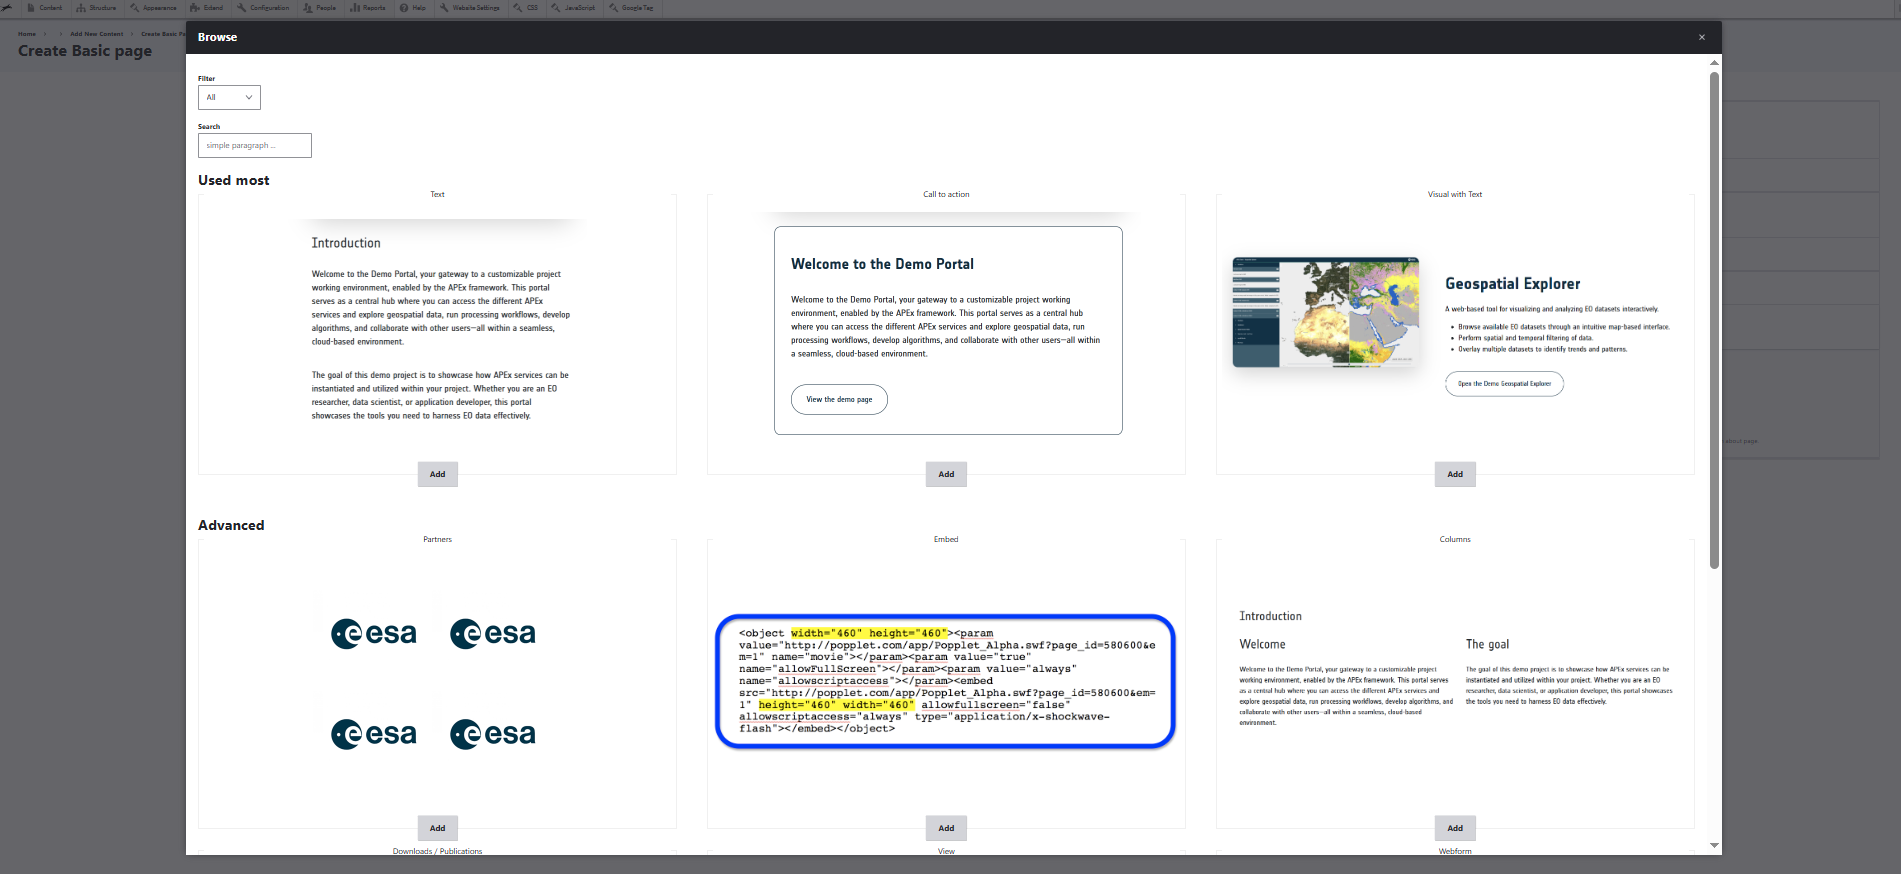 Content Structure Appearance Extend Configuration People Reports Help Website Settings CSS JavaScript Google Tag
Home > > Add New Content > Create Basic Pa
Create Basic page
Browse
×
Filter
All
Search
simple paragraph ...
Used most
Text
Introduction
Welcome to the Demo Portal, your gateway to a customizable project
working environment, enabled by the APEx framework. This portal
serves as a central hub where you can access the different APEx
services and explore geospatial data, run processing workflows, develop
algorithms, and collaborate with other users—all within a seamless,
cloud-based environment.
The goal of this demo project is to showcase how APEx services can be
instantiated and utilized within your project. Whether you are an EO
researcher, data scientist, or application developer, this portal
showcases the tools you need to harness EO data effectively.
Add
Call to action
Welcome to the Demo Portal
Welcome to the Demo Portal, your gateway to a customizable project working
environment, enabled by the APEx framework. This portal serves as a central hub
where you can access the different APEx services and explore geospatial data, run
processing workflows, develop algorithms, and collaborate with other users—all within
a seamless, cloud-based environment.
View the demo page
Add
Visual with Text
Geospatial Explorer
A web-based tool for visualizing and analyzing EO datasets interactively.
• Browse available EO datasets through an intuitive map-based interface.
• Perform spatial and temporal filtering of data.
• Overlay multiple datasets to identify trends and patterns.
Open the Demo Geospatial Explorer
Add
about page
Advanced
Partners
esa esa
esa esa
Add
Embed
<object width="460" height="460"><param
value="http://popplet.com/app/Popplet_Alpha.swf?page_id=580600&e
m=1" name="movie"></param><param value="true"
name="allowFullScreen"></param><param value="always"
name="allowscriptaccess"></param><embed
src="http://popplet.com/app/Popplet_Alpha.swf?page_id=580600&em=
1" height="460" width="460" allowfullscreen="false"
allowscriptaccess="always" type="application/x-shockwave-
flash"></embed></object>
Add
Columns
Introduction
Welcome
Welcome to the Demo Portal, your gateway to a customizable project
working environment, enabled by the APEx framework. This portal serves
as a central hub where you can access the different APEx services and
explore geospatial data, run processing workflows, develop algorithms, and
collaborate with other users—all within a seamless, cloud-based
environment.
The goal
The goal of this demo project is to showcase how APEx services can be
instantiated and utilized within your project. Whether you are an EO
researcher, data scientist, or application developer, this portal showcases
the tools you need to harness EO data effectively.
Add
Downloads / Publications
View
Webform